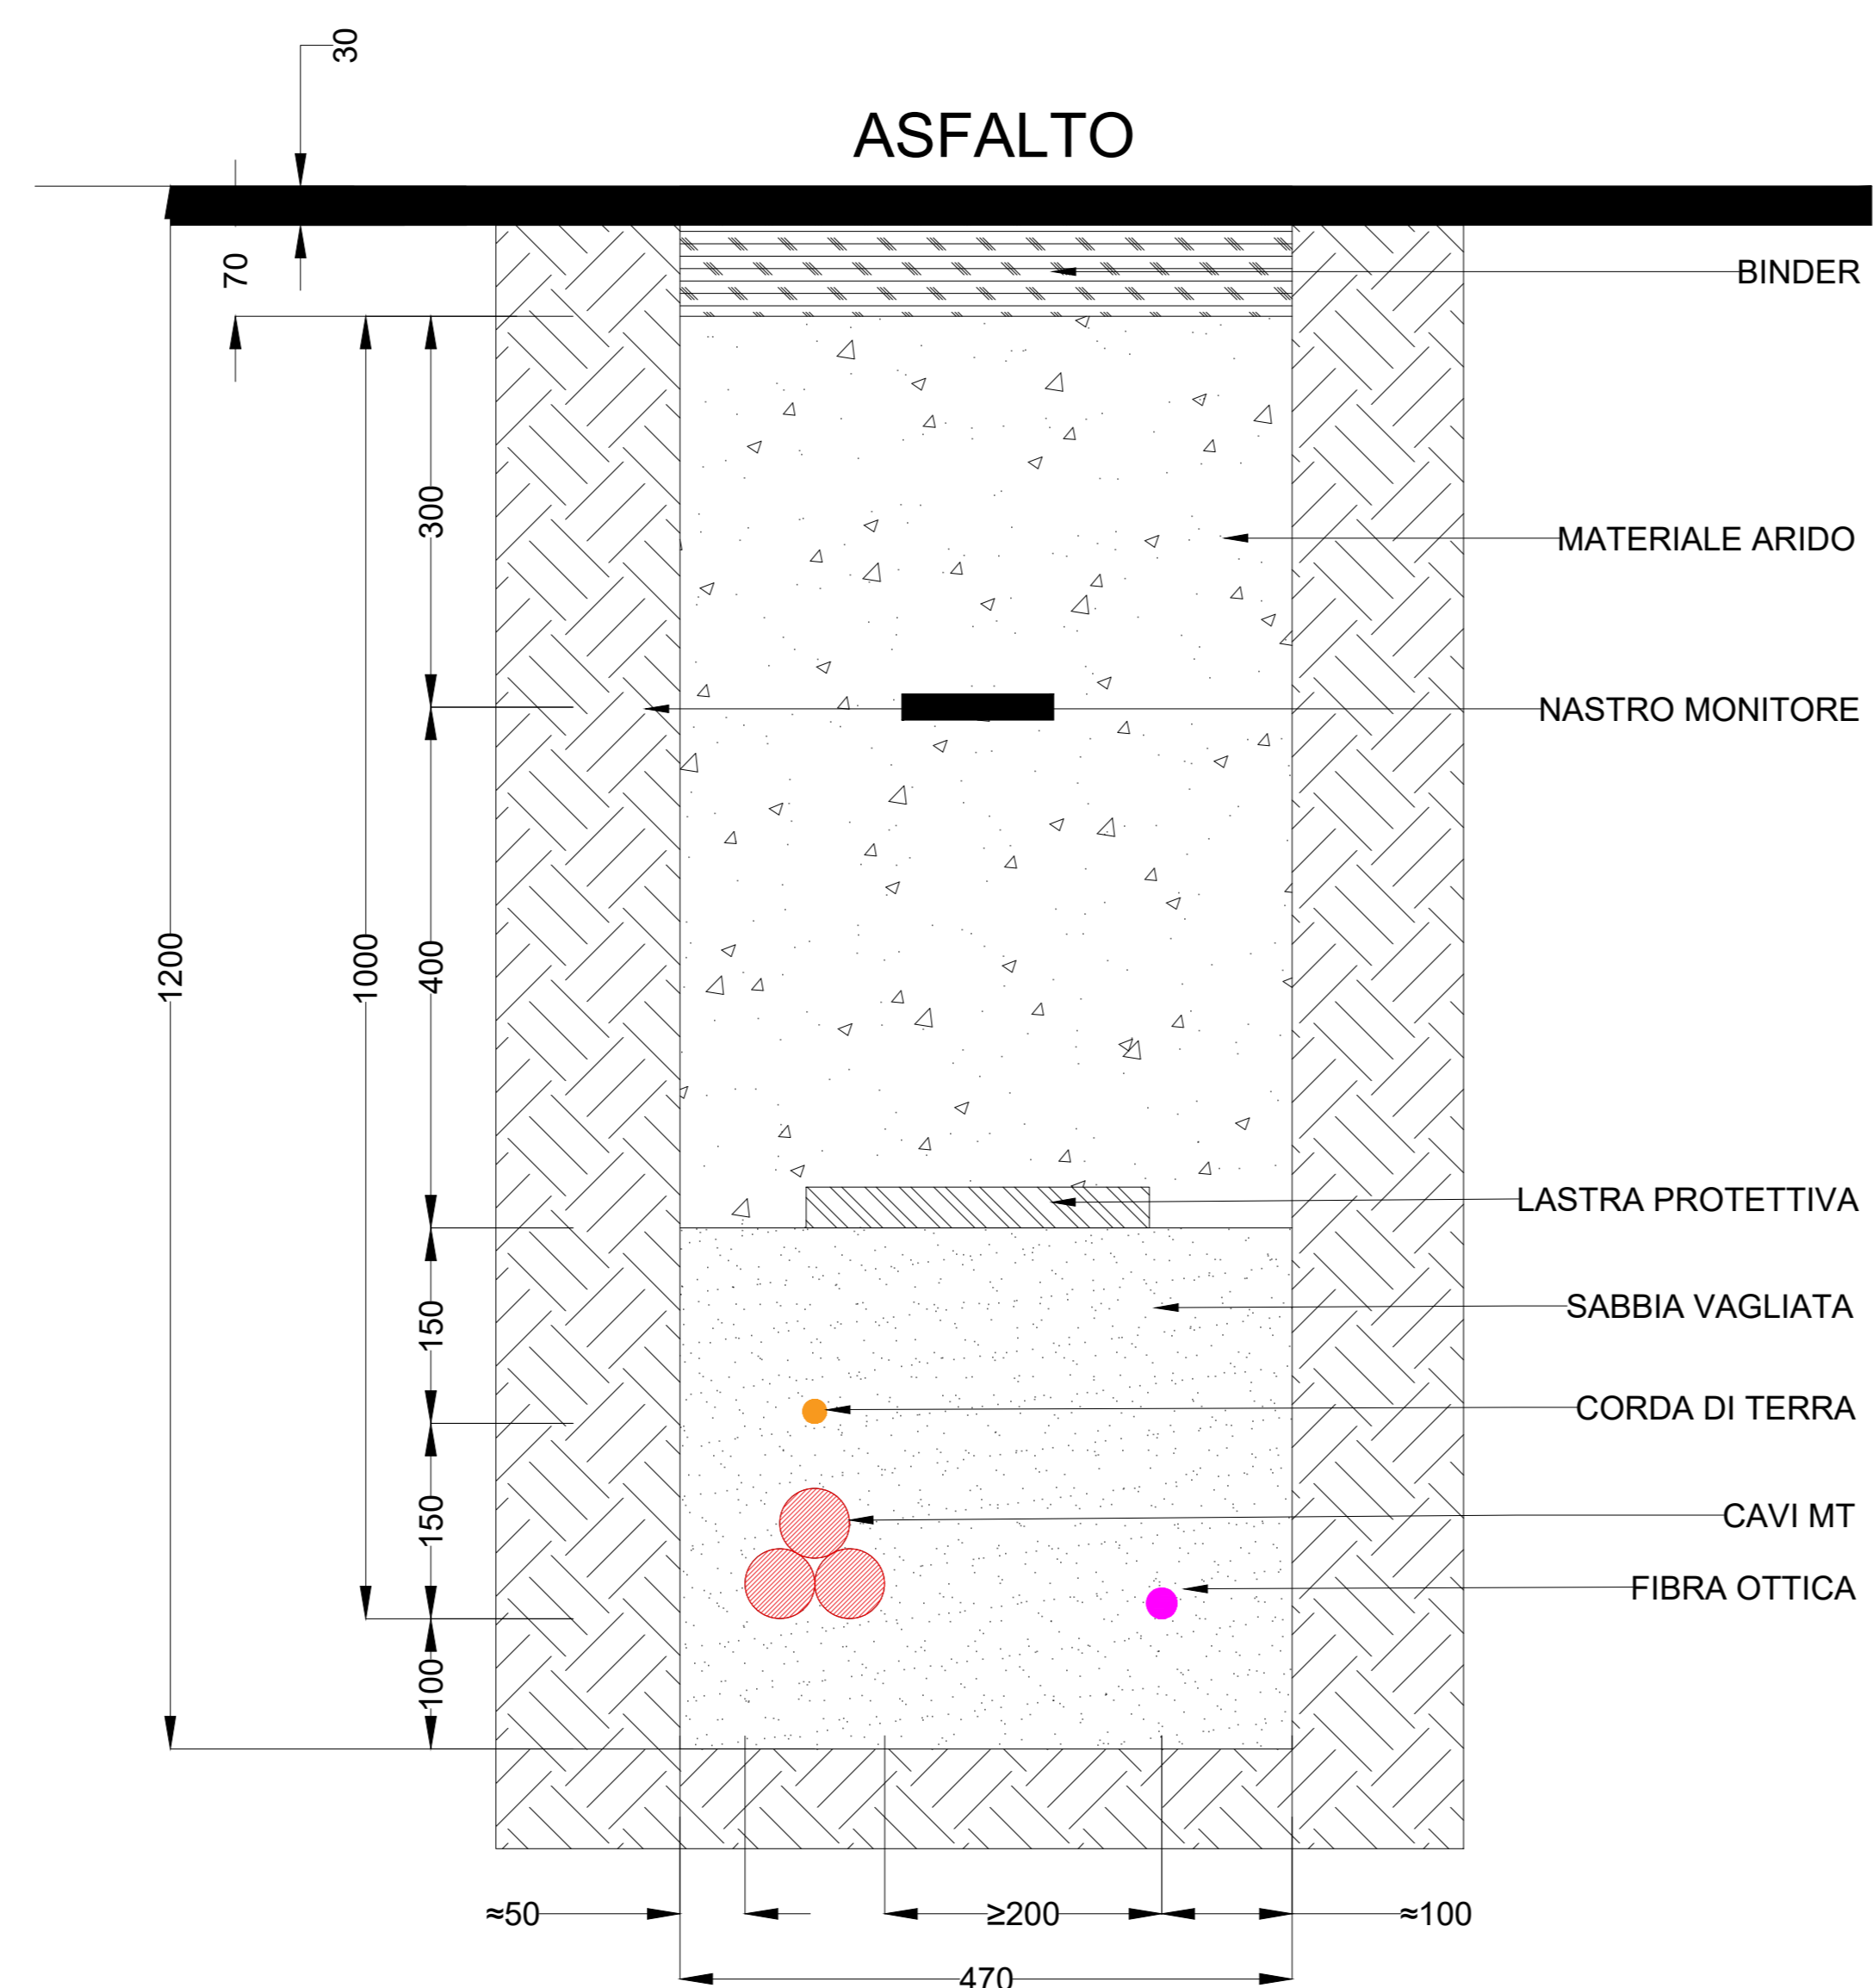 30
ASFALTO
70
BINDER
300
MATERIALE ARIDO
NASTRO MONITORE
1200
1000
400
LASTRA PROTETTIVA
150
SABBIA VAGLIATA
CORDA DI TERRA
150
CAVI MT
FIBRA OTTICA
100
≈50
≥200
≈100
470